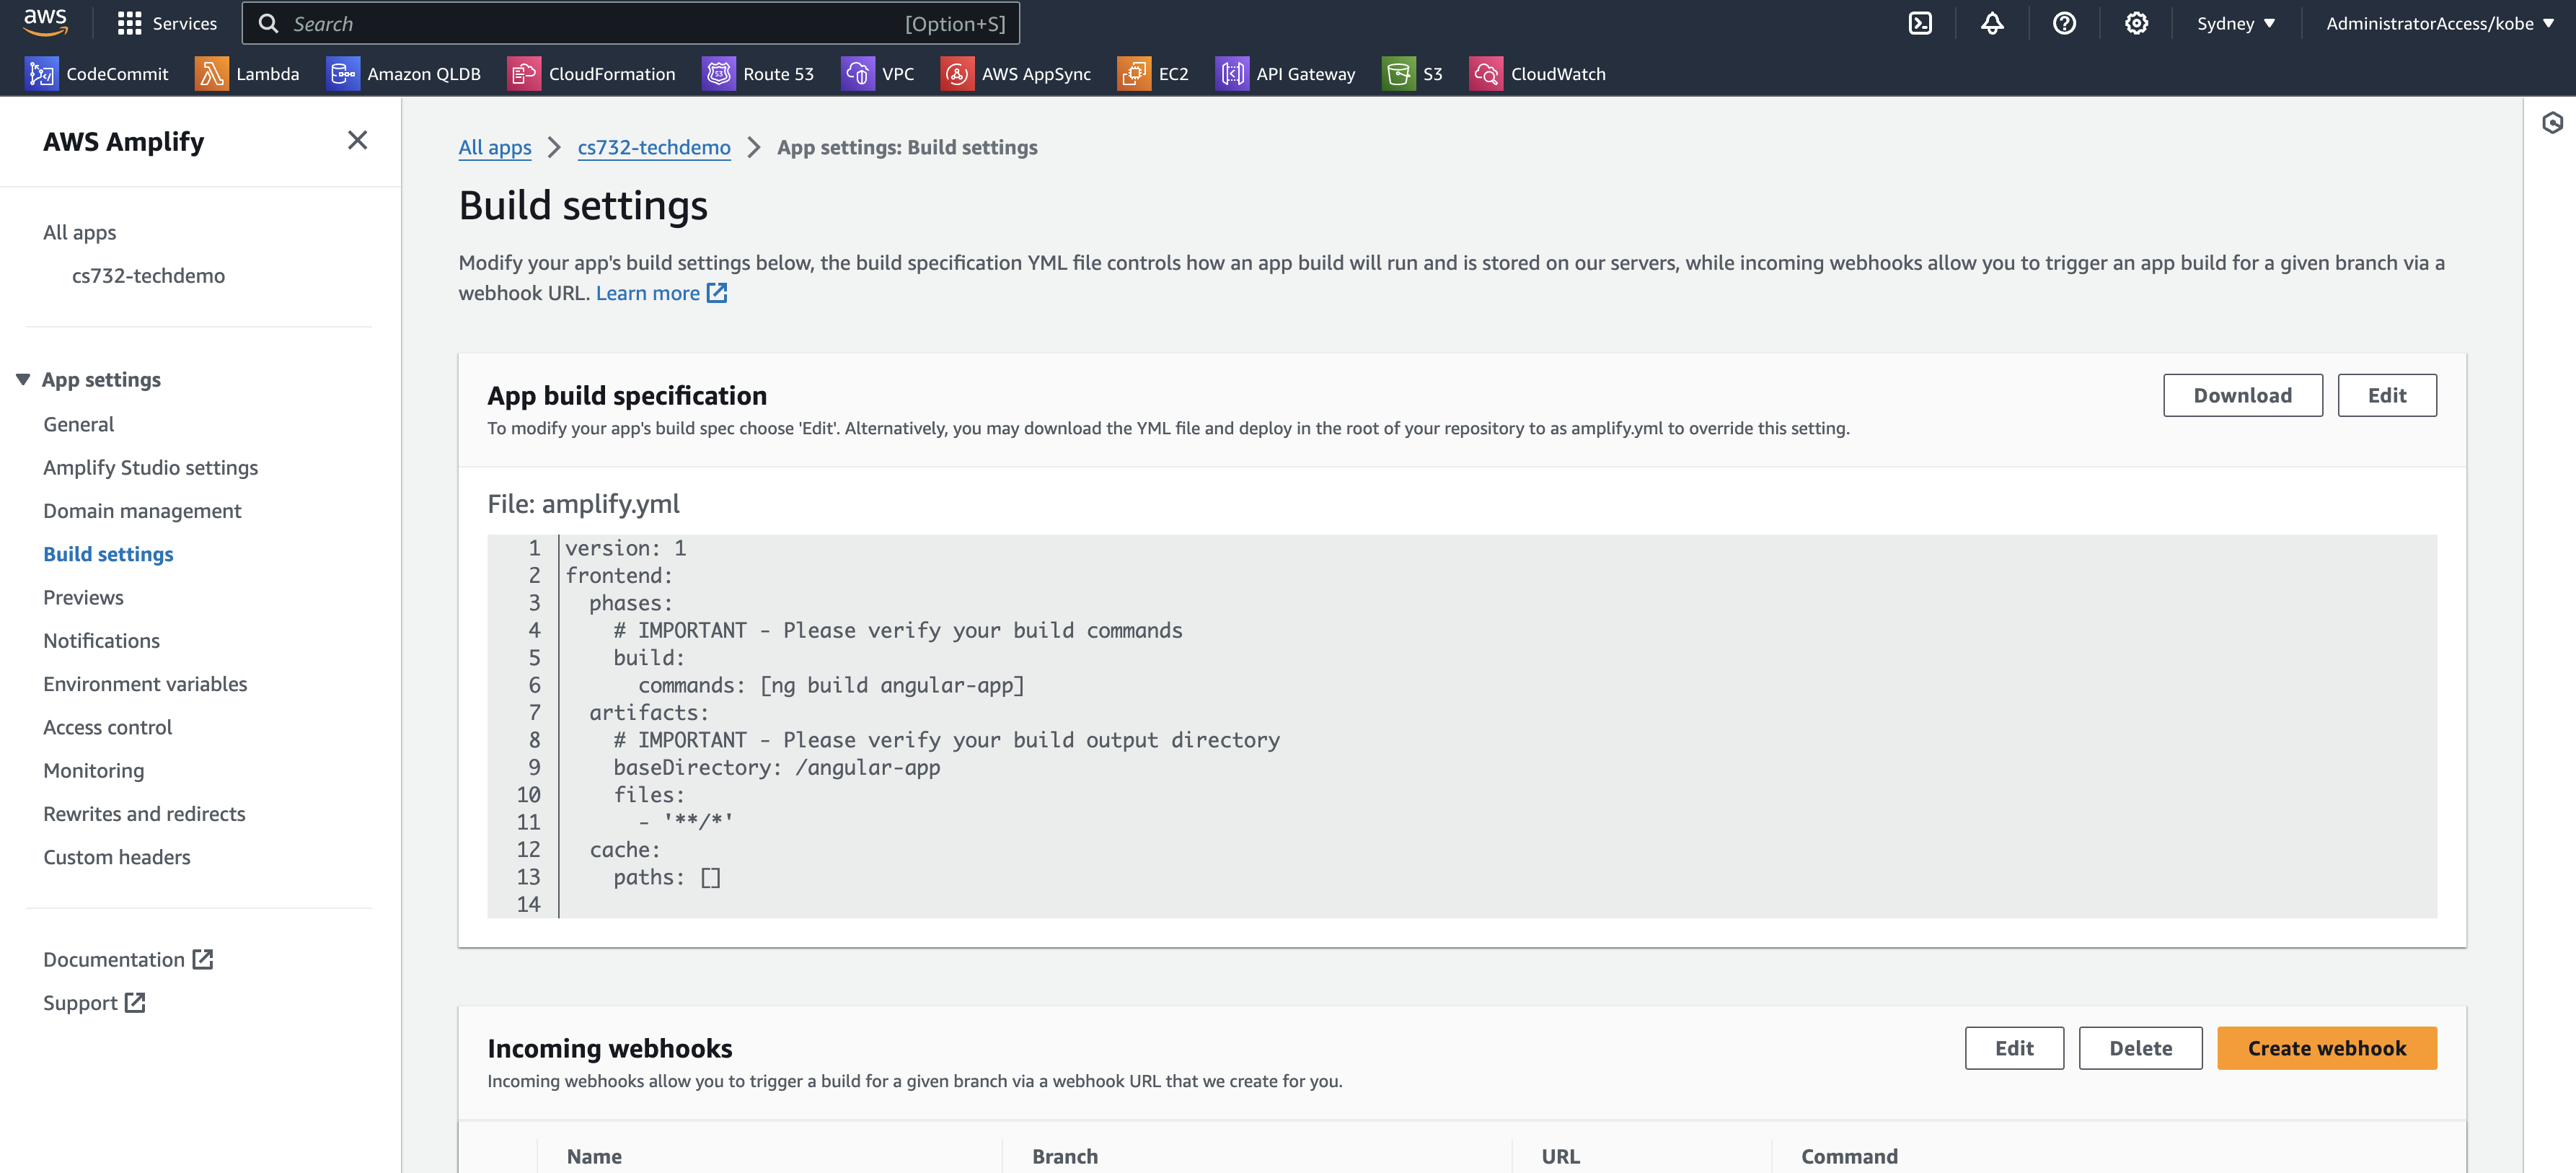 aws Services Search [Option+S] Sydney ▼ AdministratorAccess/kobe ▼
CodeCommit Lambda Amazon QLDB CloudFormation Route 53 VPC AWS AppSync EC2 API Gateway S3 CloudWatch
AWS Amplify
All apps
cs732-techdemo
App settings
General
Amplify Studio settings
Domain management
Build settings
Previews
Notifications
Environment variables
Access control
Monitoring
Rewrites and redirects
Custom headers
Documentation
Support
All apps > cs732-techdemo > App settings: Build settings
Build settings
Modify your app's build settings below, the build specification YML file controls how an app build will run and is stored on our servers, while incoming webhooks allow you to trigger an app build for a given branch via a
webhook URL. Learn more
App build specification
Download Edit
To modify your app's build spec choose 'Edit'. Alternatively, you may download the YML file and deploy in the root of your repository to as amplify.yml to override this setting.
File: amplify.yml
1 version: 1
2 frontend:
3   phases:
4     # IMPORTANT - Please verify your build commands
5     build:
6       commands: [ng build angular-app]
7   artifacts:
8     # IMPORTANT - Please verify your build output directory
9     baseDirectory: /angular-app
10     files:
11       - '**/*'
12   cache:
13     paths: []
14
Incoming webhooks
Edit Delete Create webhook
Incoming webhooks allow you to trigger a build for a given branch via a webhook URL that we create for you.
Name Branch URL Command